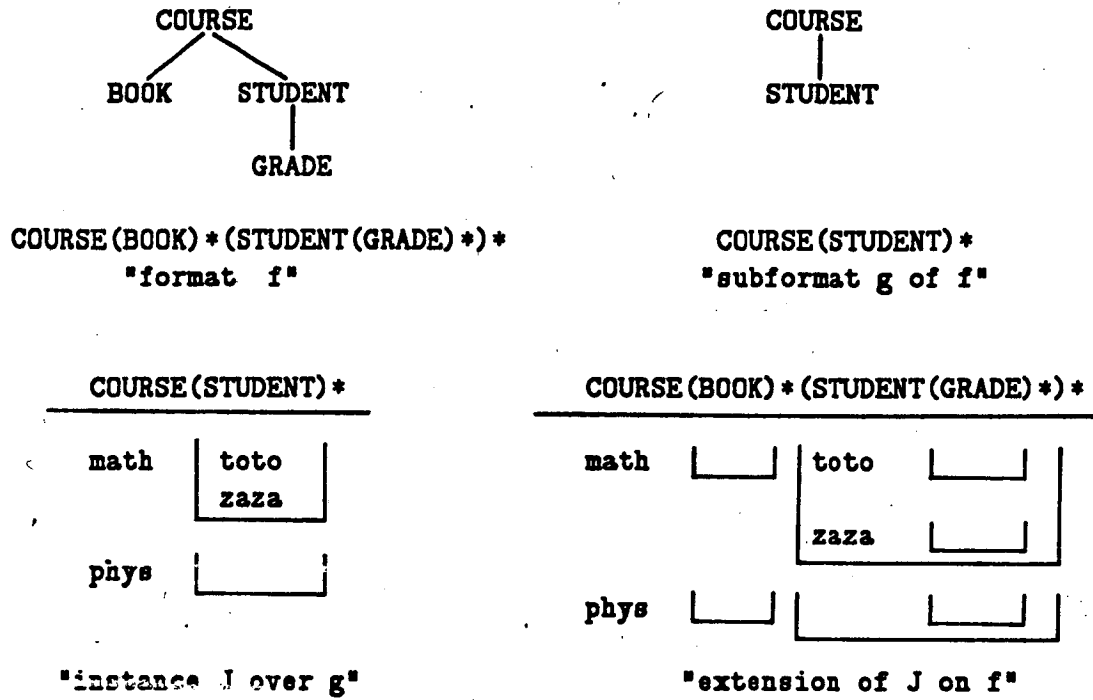 COURSE
BOOK STUDENT
GRADE
COURSE(BOOK)*(STUDENT(GRADE)*)*
"format f"
COURSE
STUDENT
COURSE(STUDENT)*
"subformat g of f"
COURSE(STUDENT)*
math toto
zaza
phys
"instance J over g"
COURSE(BOOK)*(STUDENT(GRADE)*)*
math toto
zaza
phys
"extension of J on f"